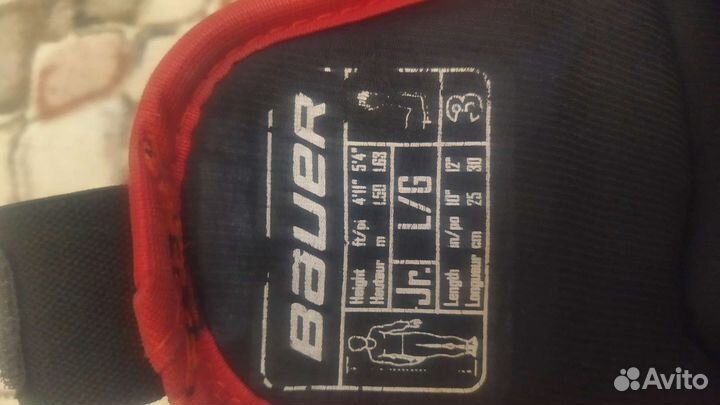 BAUER
Height ft/pi 4'11" 5'4"
Hauteur m 1.50 1.63
Jr. L/G
Length in/po 10" 12"
Longueur cm 25 30
3
Avito